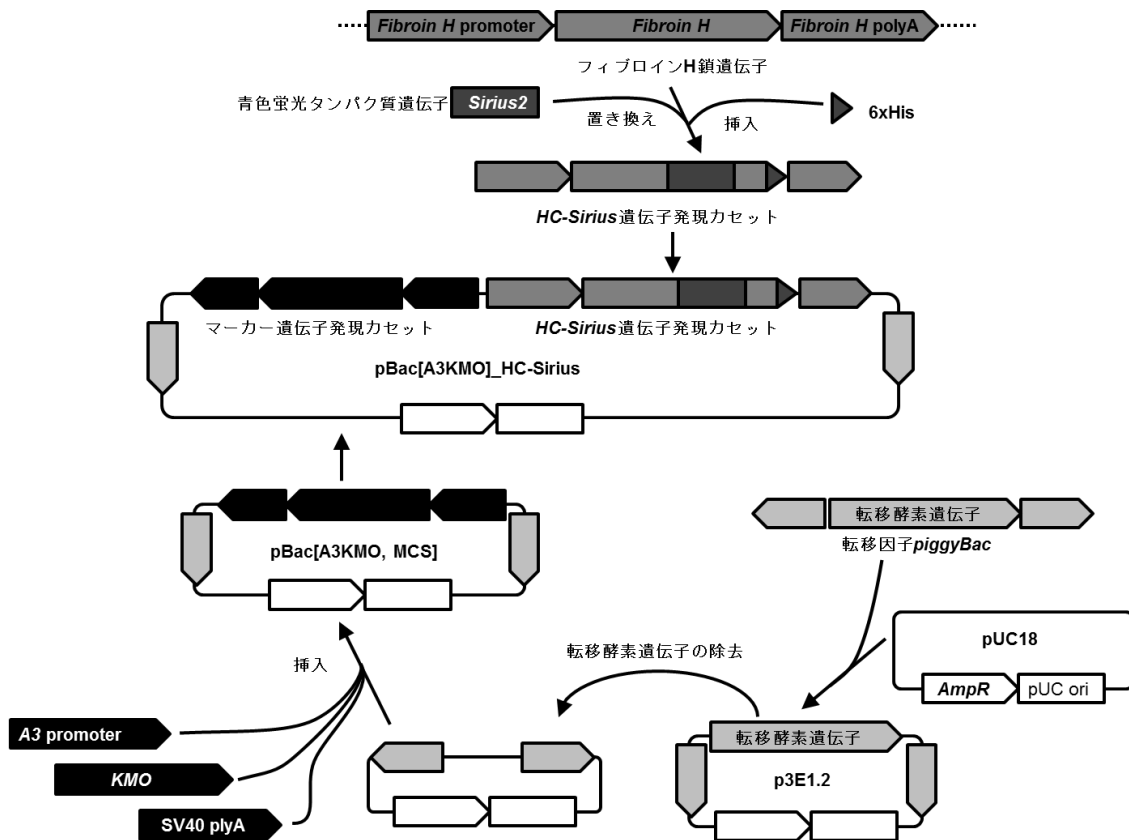 Fibroin H promoter
Fibroin H
Fibroin H polyA
フィブロインH鎖遺伝子
青色蛍光タンパク質遺伝子
Sirius2
置き換え
挿入
6xHis
HC-Sirius遺伝子発現カセット
マーカー遺伝子発現カセット
HC-Sirius遺伝子発現カセット
pBac[A3KMO]_HC-Sirius
pBac[A3KMO, MCS]
転移酵素遺伝子
転移因子piggyBac
pUC18
AmpR
pUC ori
転移酵素遺伝子の除去
挿入
A3 promoter
KMO
SV40 plyA
転移酵素遺伝子
p3E1.2